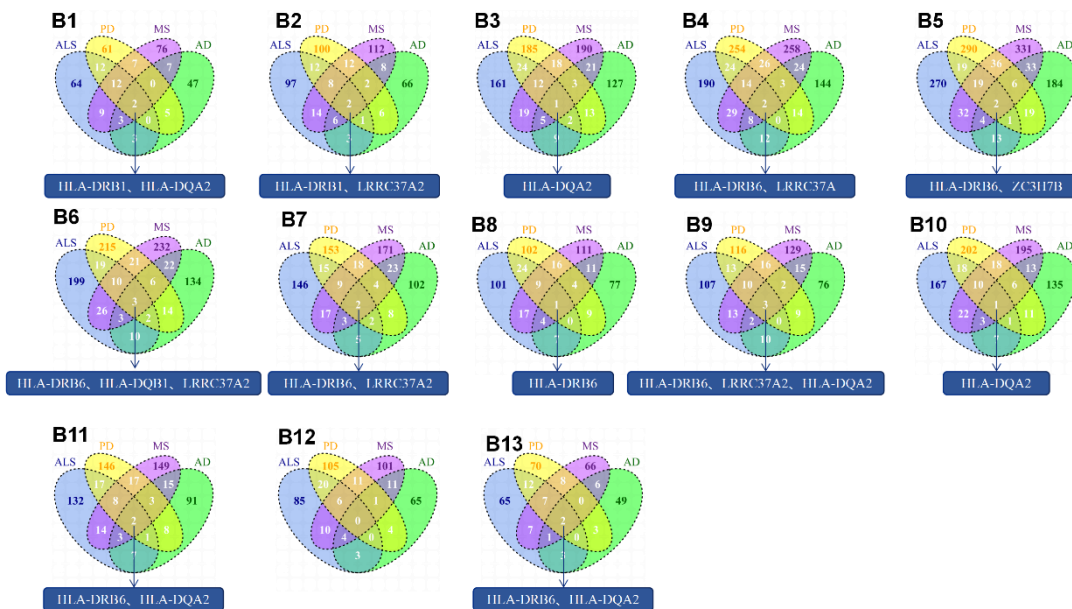 B1 B2 B3 B4 B5
PD MS PD MS PD MS PD MS PD MS
ALS AD ALS AD ALS AD ALS AD ALS AD
61 76 100 112 185 190 254 258 290 331
12 7 7 12 12 8 24 18 21 24 26 24 19 36 33
64 12 0 47 97 8 2 66 161 12 3 127 190 14 3 144 270 19 6 184
9 2 5 14 2 6 19 1 13 29 2 14 32 2 19
3 0 6 1 5 2 8 0 4 1
3 3 9 12 13
HLA-DRB1、HLA-DQA2
HLA-DRB1、LRRC37A2
HLA-DQA2
HLA-DRB6、LRRC37A
HLA-DRB6、ZC3H7B
B6 B7 B8 B9 B10
PD MS PD MS PD MS PD MS PD MS
ALS AD ALS AD ALS AD ALS AD ALS AD
215 232 153 171 102 111 116 129 202 195
19 21 22 15 18 23 24 16 11 13 16 15 18 18 13
199 10 6 134 146 9 4 102 101 9 4 77 107 10 2 76 167 10 6 135
26 3 14 17 2 8 17 1 9 13 3 9 22 1 11
3 2 3 2 4 0 2 0 3 1
10 5 7 10 7
HLA-DRB6、HLA-DQB1、LRRC37A2
HLA-DRB6、LRRC37A2
HLA-DRB6
HLA-DRB6、LRRC37A2、HLA-DQA2
HLA-DQA2
B11 B12 B13
PD MS PD MS PD MS
ALS AD ALS AD ALS AD
146 149 105 101 70 66
17 17 15 20 11 11 12 8 6
132 8 3 91 85 6 1 65 65 7 0 49
14 2 8 10 0 4 7 2 3
3 1 4 0 1 0
7 3 3
HLA-DRB6、HLA-DQA2
HLA-DRB6、HLA-DQA2